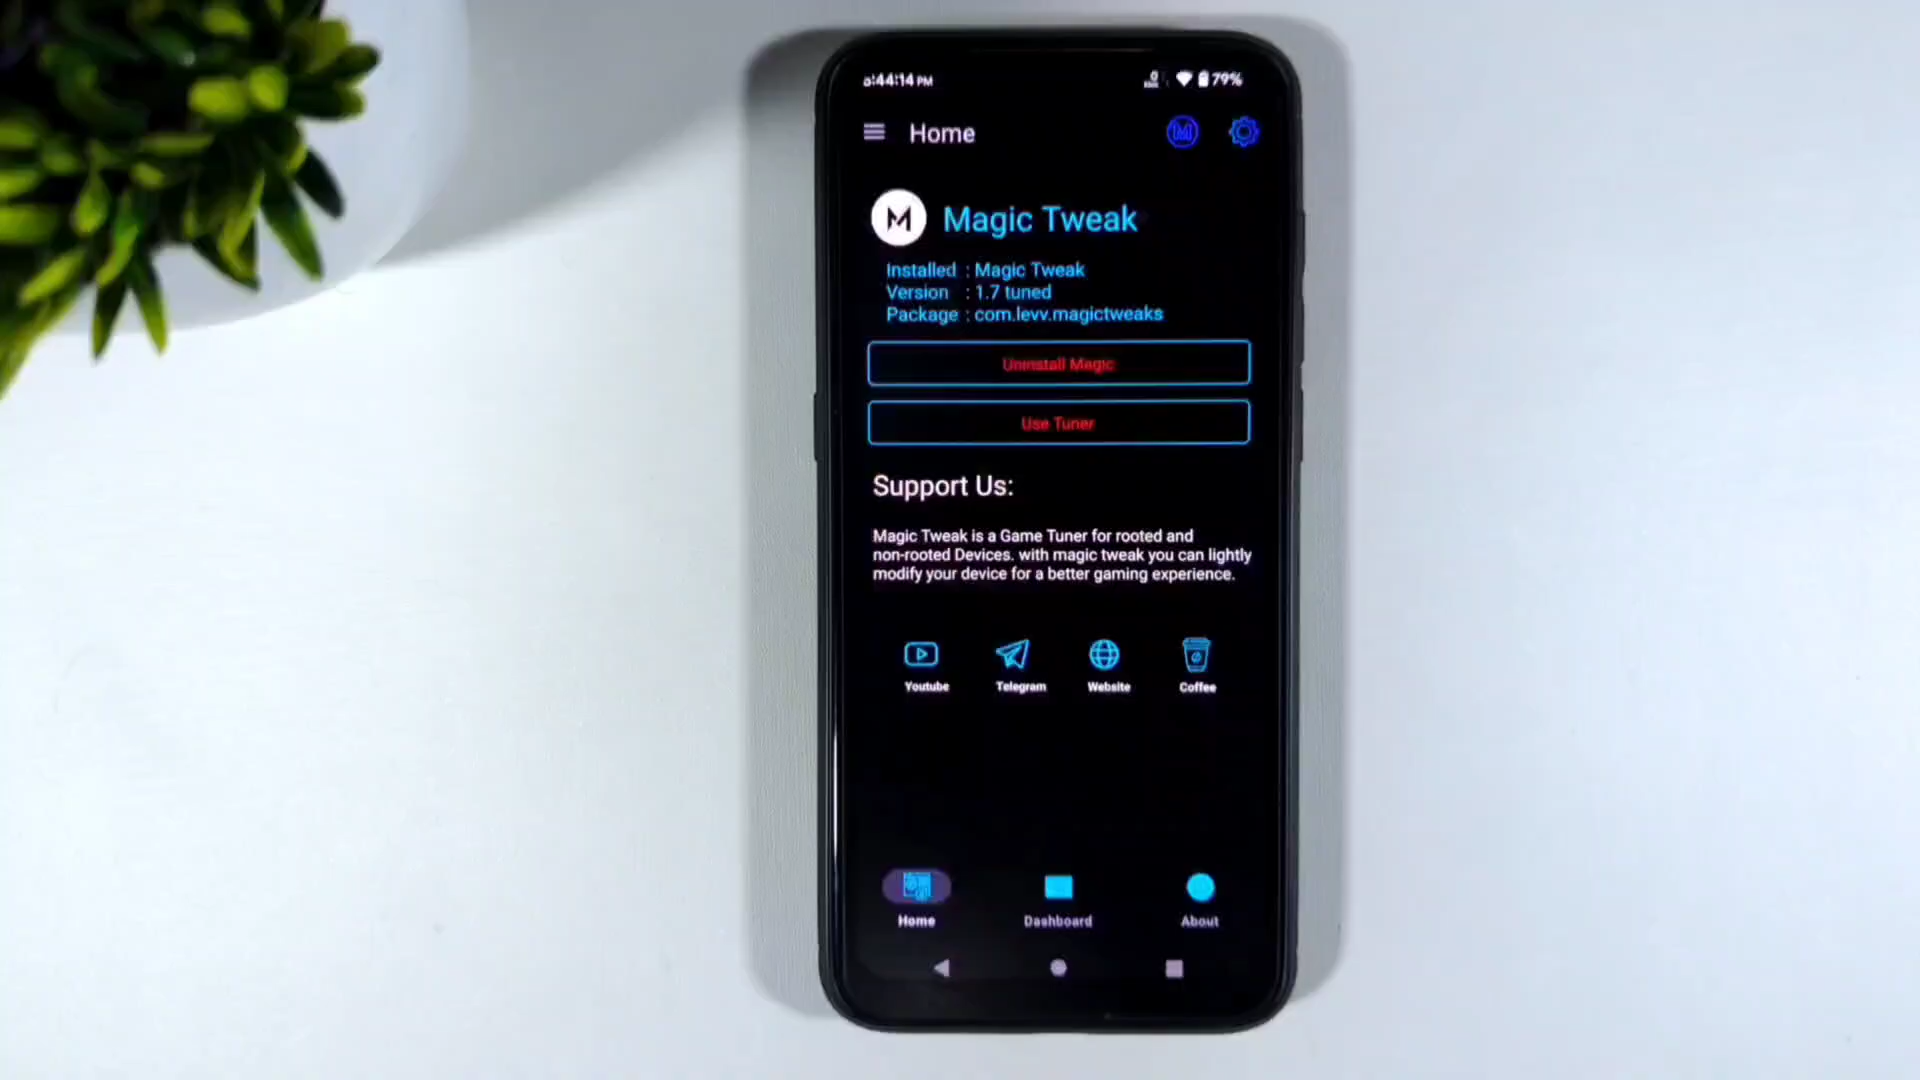 :44:14 PM
79%
Home
M
Magic Tweak
Installed : Magic Tweak
Version : 1.7 tuned
Package : com.levv.magictweaks
Uninstall Magic
Use Tuner
Support Us:
Magic Tweak is a Game Tuner for rooted and
non-rooted Devices. with magic tweak you can lightly
modify your device for a better gaming experience.
Youtube Telegram Website Coffee
Home Dashboard About